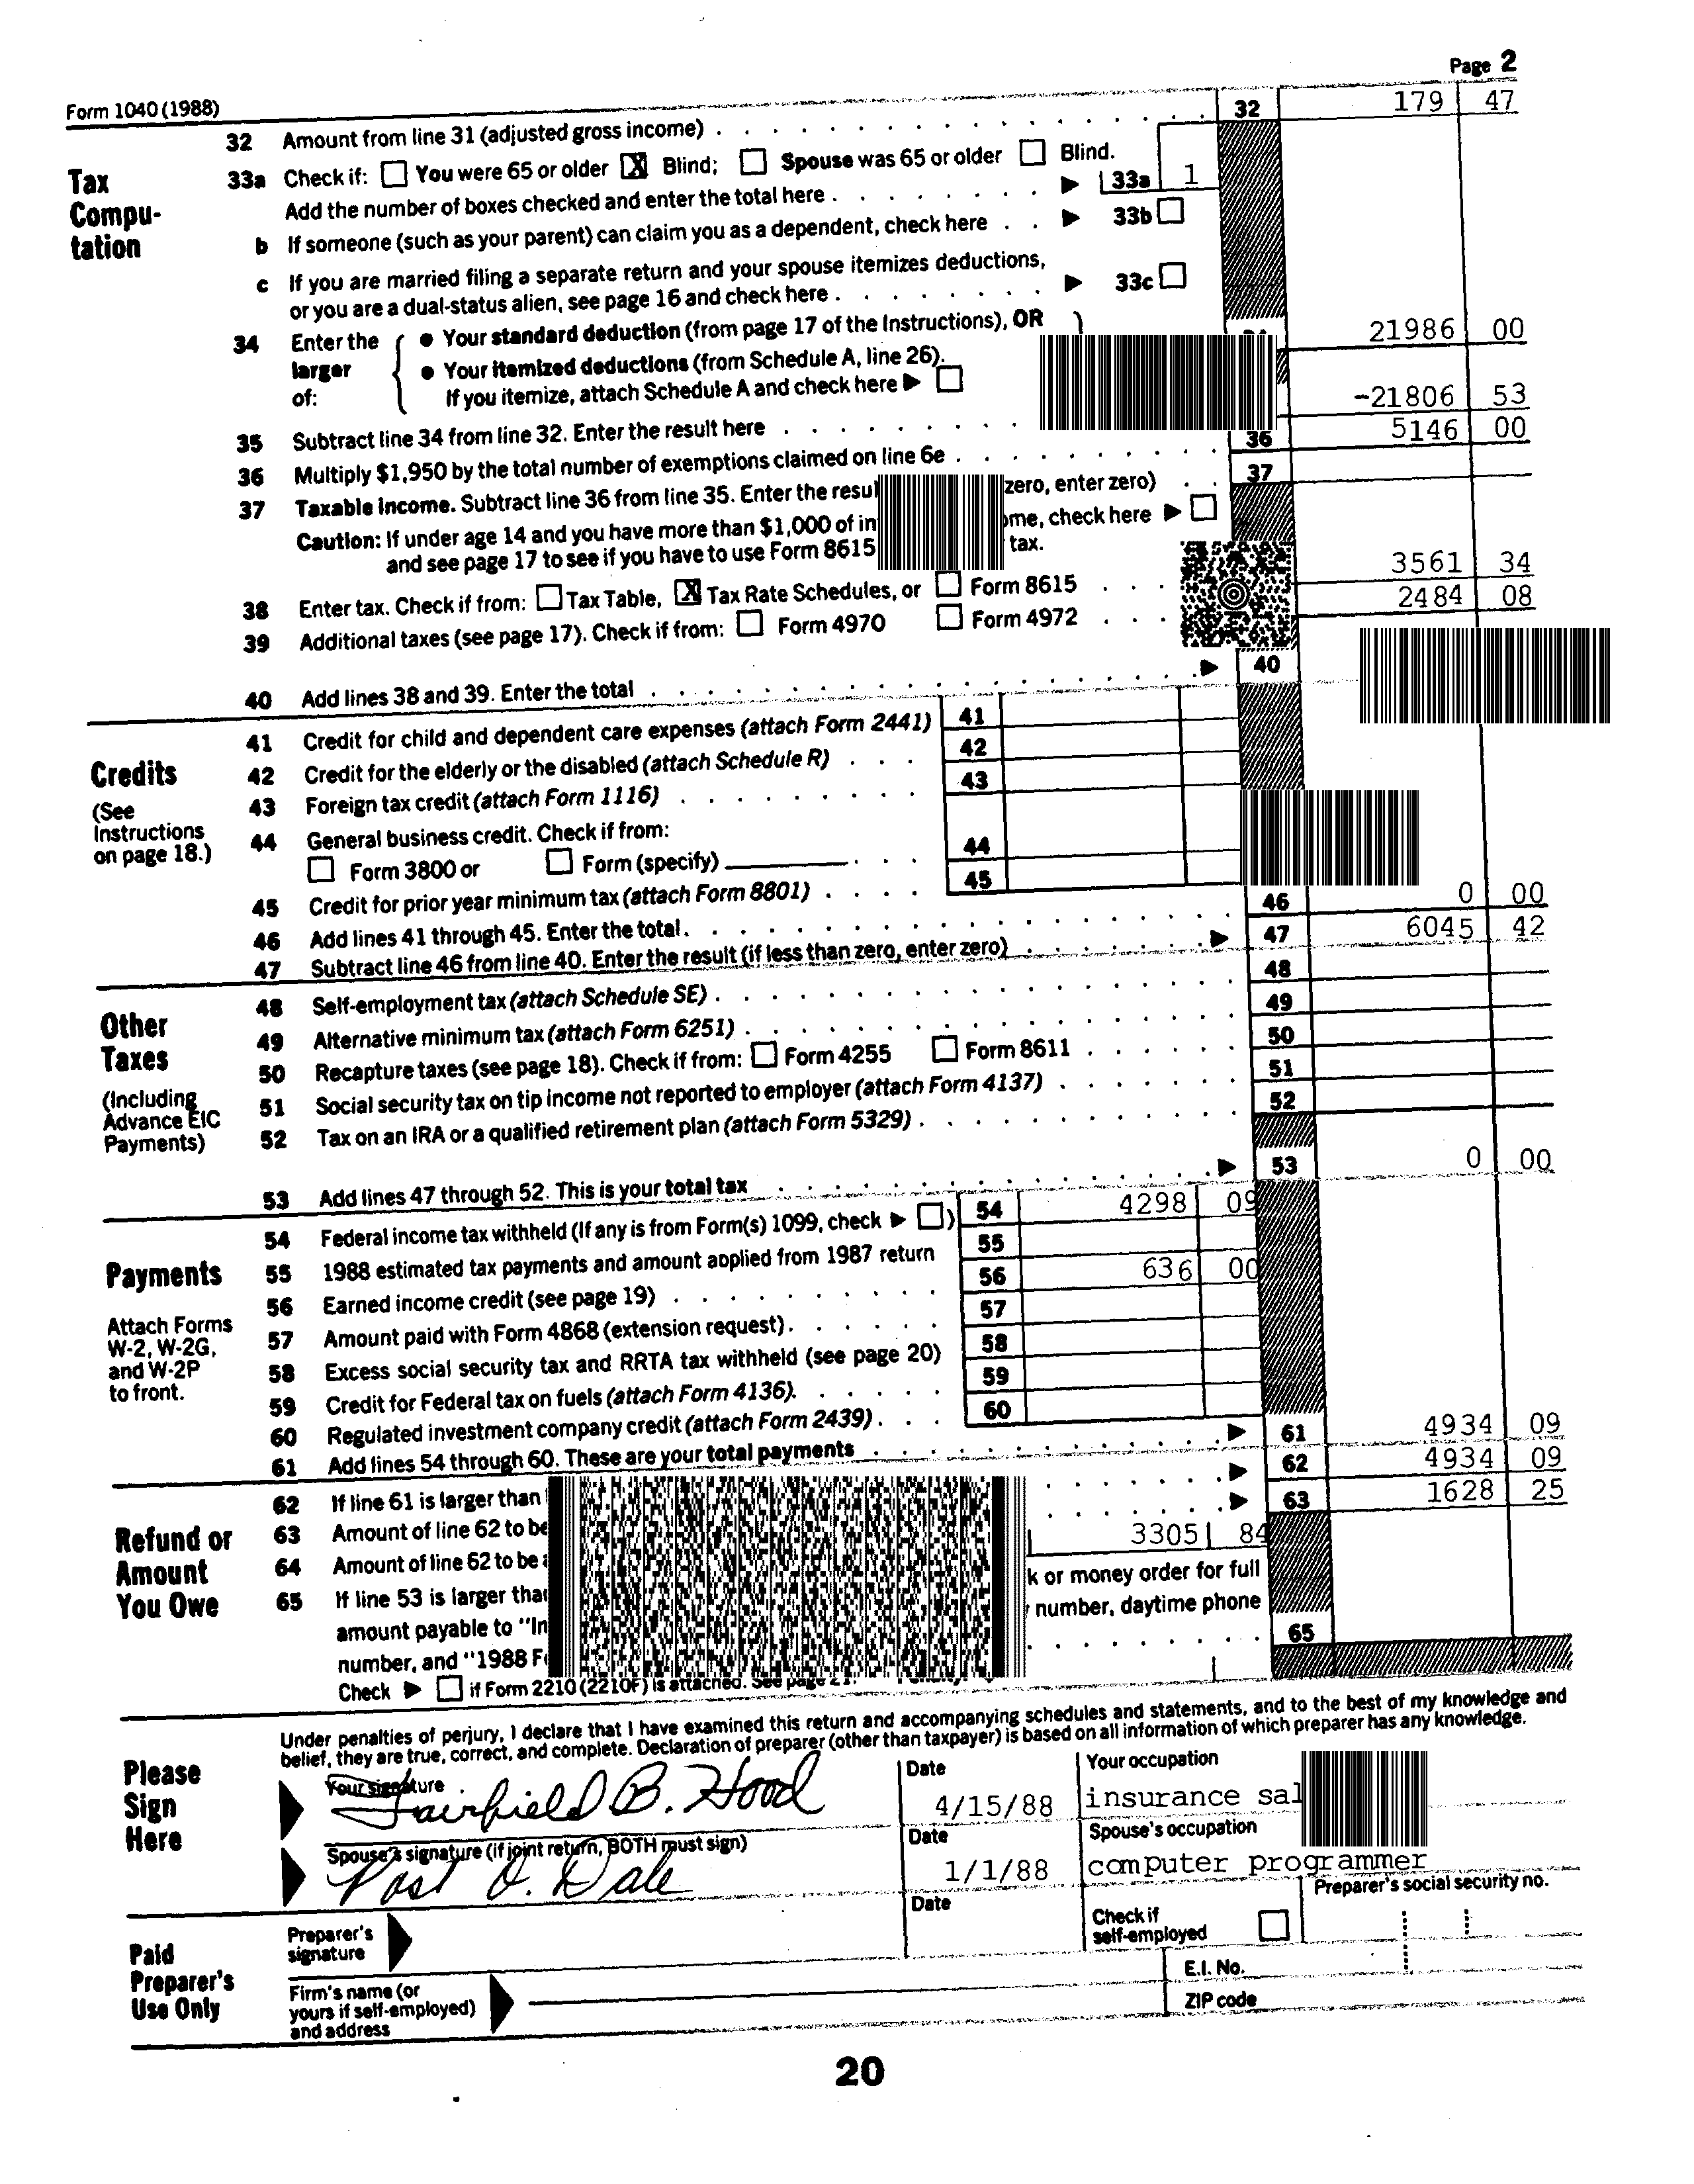 Page 2
Form 1040 (1988)
32 Amount from line 31 (adjusted gross income) 32 179 47
Tax Compu- tation
33a Check if: You were 65 or older X Blind; Spouse was 65 or older Blind.
Add the number of boxes checked and enter the total here 33a 1
b If someone (such as your parent) can claim you as a dependent, check here 33b
c If you are married filing a separate return and your spouse itemizes deductions,
or you are a dual-status alien, see page 16 and check here 33c
34 Enter the larger of: { • Your standard deduction (from page 17 of the Instructions), OR 21986 00
• Your itemized deductions (from Schedule A, line 26).
If you itemize, attach Schedule A and check here
35 Subtract line 34 from line 32. Enter the result here -21806 53
36 Multiply $1,950 by the total number of exemptions claimed on line 6e 36 5146 00
37 Taxable income. Subtract line 36 from line 35. Enter the zero, enter zero) 37
Caution: If under age 14 and you have more than $1,000 of check here
and see page 17 to see if you have to use Form 8615 tax.
38 Enter tax. Check if from: Tax Table, X Tax Rate Schedules, or Form 8615 3561 34
39 Additional taxes (see page 17). Check if from: Form 4970 Form 4972 2484 08
40 Add lines 38 and 39. Enter the total 40
Credits
(See Instructions on page 18.)
41 Credit for child and dependent care expenses (attach Form 2441) 41
42 Credit for the elderly or the disabled (attach Schedule R) 42
43 Foreign tax credit (attach Form 1116) 43
44 General business credit. Check if from:
Form 3800 or Form (specify) 44
45 Credit for prior year minimum tax (attach Form 8801) 45
46 Add lines 41 through 45. Enter the total. 46 0 00
47 Subtract line 46 from line 40. Enter the result (if less than zero, enter zero) 47 6045 42
Other Taxes
(Including Advance EIC Payments)
48 Self-employment tax (attach Schedule SE) 48
49 Alternative minimum tax (attach Form 6251) 49
50 Recapture taxes (see page 18). Check if from: Form 4255 Form 8611 50
51 Social security tax on tip income not reported to employer (attach Form 4137) 51
52 Tax on an IRA or a qualified retirement plan (attach Form 5329) 52
53 Add lines 47 through 52. This is your total tax 53 0 00
Payments
Attach Forms W-2, W-2G, and W-2P to front.
54 Federal income tax withheld (If any is from Form(s) 1099, check ) 54 4298 09
55 1988 estimated tax payments and amount applied from 1987 return 55
56 Earned income credit (see page 19) 56 636 00
57 Amount paid with Form 4868 (extension request). 57
58 Excess social security tax and RRTA tax withheld (see page 20) 58
59 Credit for Federal tax on fuels (attach Form 4136). 59
60 Regulated investment company credit (attach Form 2439) 60
61 Add lines 54 through 60. These are your total payments 61 4934 09
Refund or Amount You Owe
62 If line 61 is larger than 62 4934 09
63 Amount of line 62 to be 63 1628 25
64 Amount of line 62 to be 3305 84
65 If line 53 is larger or money order for full
amount payable to number, daytime phone
number, and "1988 65
Check if Form 2210 (2210F) is attached. See page
Please Sign Here
Under penalties of perjury, I declare that I have examined this return and accompanying schedules and statements, and to the best of my knowledge and
belief, they are true, correct, and complete. Declaration of preparer (other than taxpayer) is based on all information of which preparer has any knowledge.
Your signature Date Your occupation
Fairfield B. Hood 4/15/88 insurance
Spouse's signature (if joint return, BOTH must sign) Date Spouse's occupation
Post O. Dale 1/1/88 computer programmer
Paid Preparer's Use Only
Preparer's signature Date Check if self-employed Preparer's social security no.
Firm's name (or yours if self-employed) and address E.I. No.
ZIP code
20